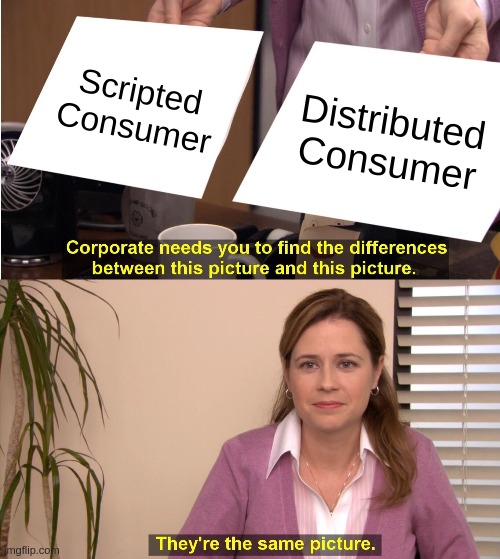 Scripted
Consumer
Distributed
Consumer
Corporate needs you to find the differences
between this picture and this picture.
They're the same picture.
imgflip.com